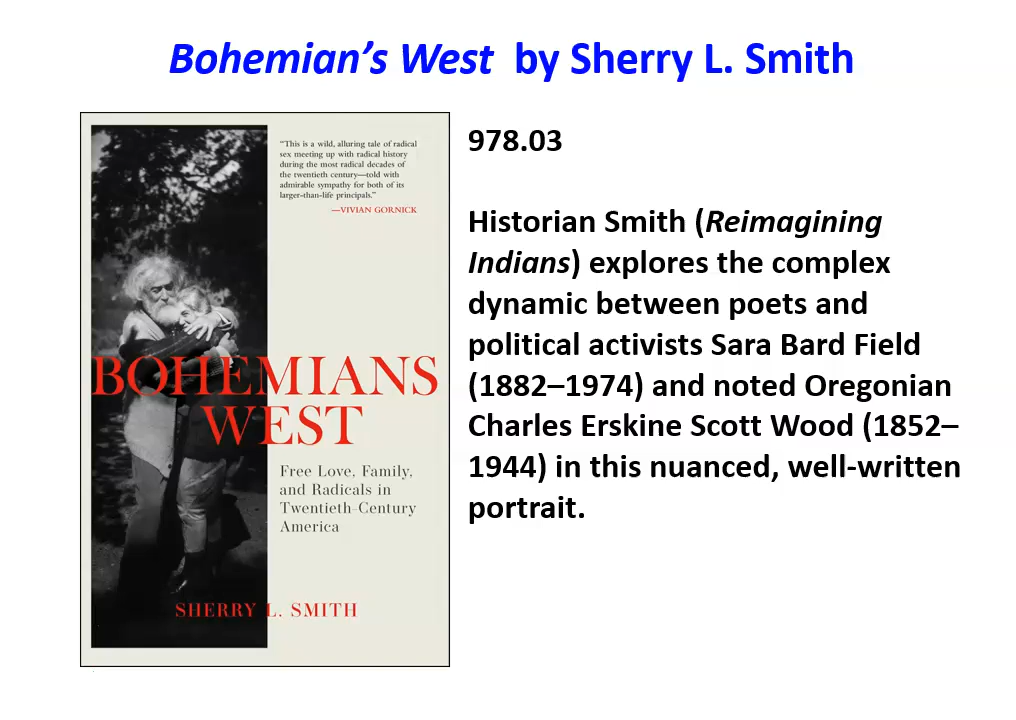 Bohemian’s West by Sherry L. Smith
“This is a wild, alluring tale of radical
sex meeting up with radical history
during the most radical decades of
the twentieth century—told with
admirable sympathy for both of its
larger-than-life principals.”
—VIVIAN GORNICK
BOHEMIANS
WEST
Free Love, Family,
and Radicals in
Twentieth-Century
America
SHERRY L. SMITH
978.03
Historian Smith (Reimagining
Indians) explores the complex
dynamic between poets and
political activists Sara Bard Field
(1882–1974) and noted Oregonian
Charles Erskine Scott Wood (1852–
1944) in this nuanced, well-written
portrait.